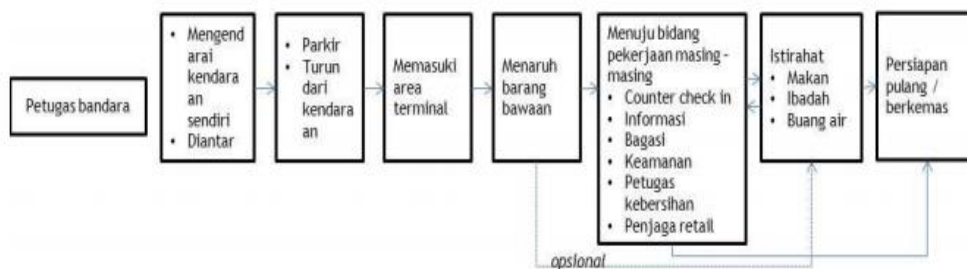 Petugas bandara
• Mengend
arai
kendara
an
sendiri
• Diantar
• Parkir
• Turun
dari
kendara
an
Memasuki
area
terminal
Menaruh
barang
bawaan
Menuju bidang
pekerjaan masing -
masing
• Counter check in
• Informasi
• Bagasi
• Keamanan
• Petugas
kebersihan
• Penjaga retail
Istirahat
• Makan
• Ibadah
• Buang air
Persiapan
pulang /
berkemas
opsional